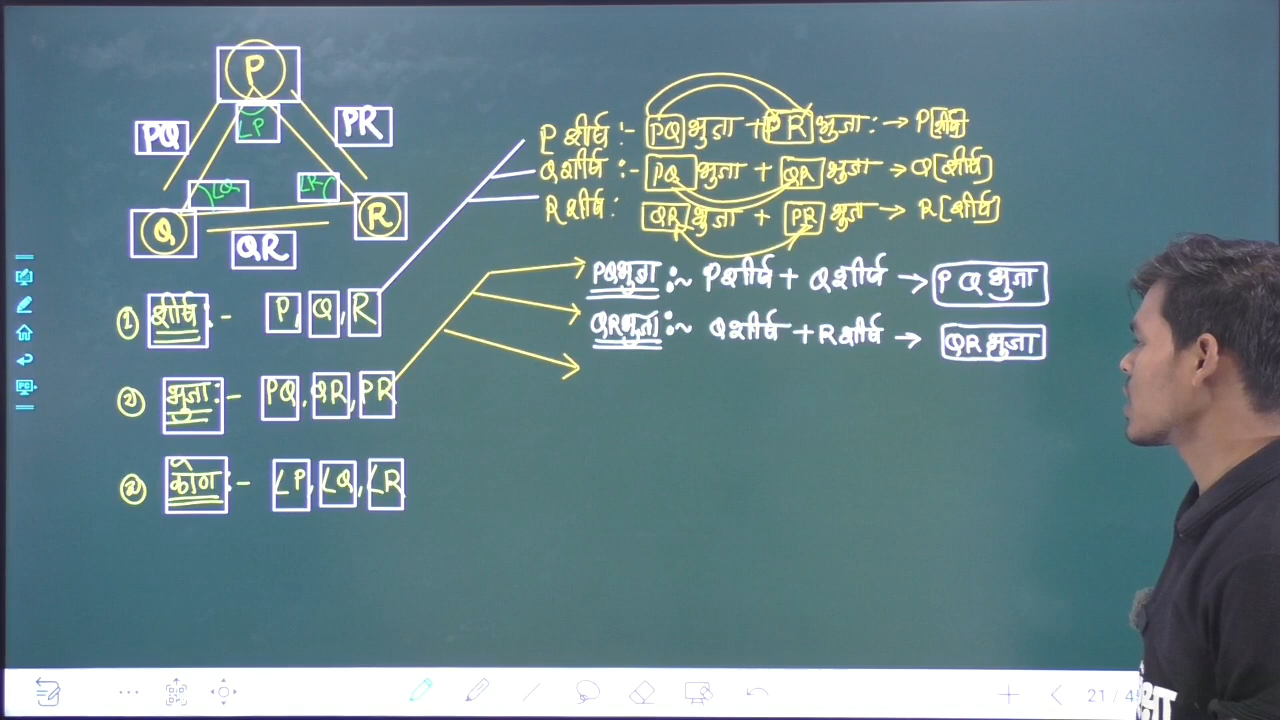 P
PQ
∠P
PR
∠Q
∠R
Q
R
QR
① शीर्ष :- P, Q, R
② भुजा :- PQ, QR, PR
③ कोण :- ∠P, ∠Q, ∠R
P शीर्ष :- PQ भुजा + PR भुजा :→ P[शीर्ष]
Q शीर्ष :- PQ भुजा + QR भुजा → Q[शीर्ष]
R शीर्ष : QR भुजा + PR भुजा → R[शीर्ष]
PQ भुजा :~ P शीर्ष + Q शीर्ष → PQ भुजा
QR भुजा :~ Q शीर्ष + R शीर्ष → QR भुजा
PC